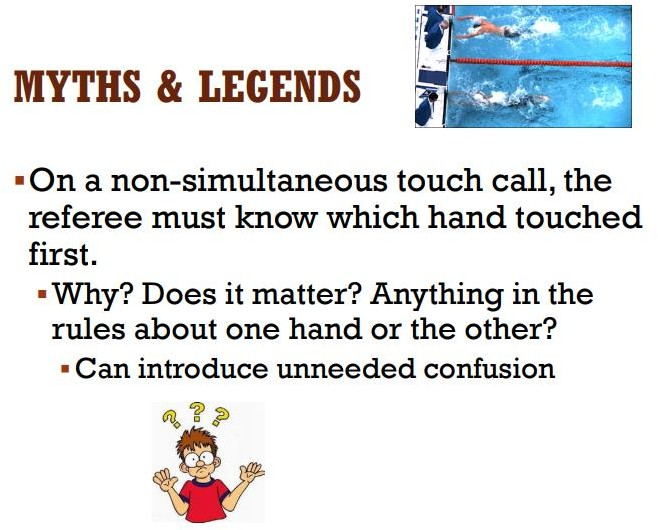 MYTHS & LEGENDS
▪On a non-simultaneous touch call, the
referee must know which hand touched
first.
▪Why? Does it matter? Anything in the
rules about one hand or the other?
▪Can introduce unneeded confusion
? ? ?